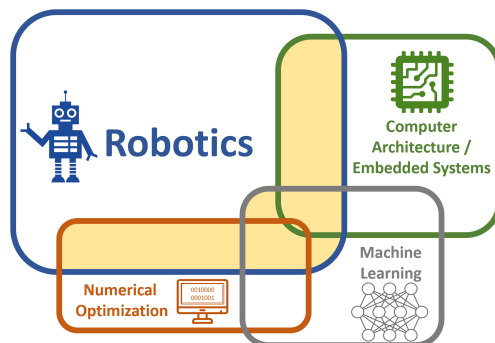 Robotics
Computer
Architecture /
Embedded Systems
Machine
Learning
Numerical
Optimization
0010000
0001001